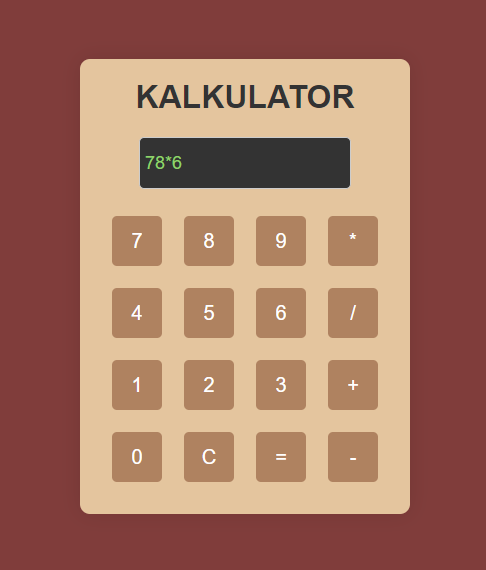 KALKULATOR
78*6
7 8 9 *
4 5 6 /
1 2 3 +
0 C = -